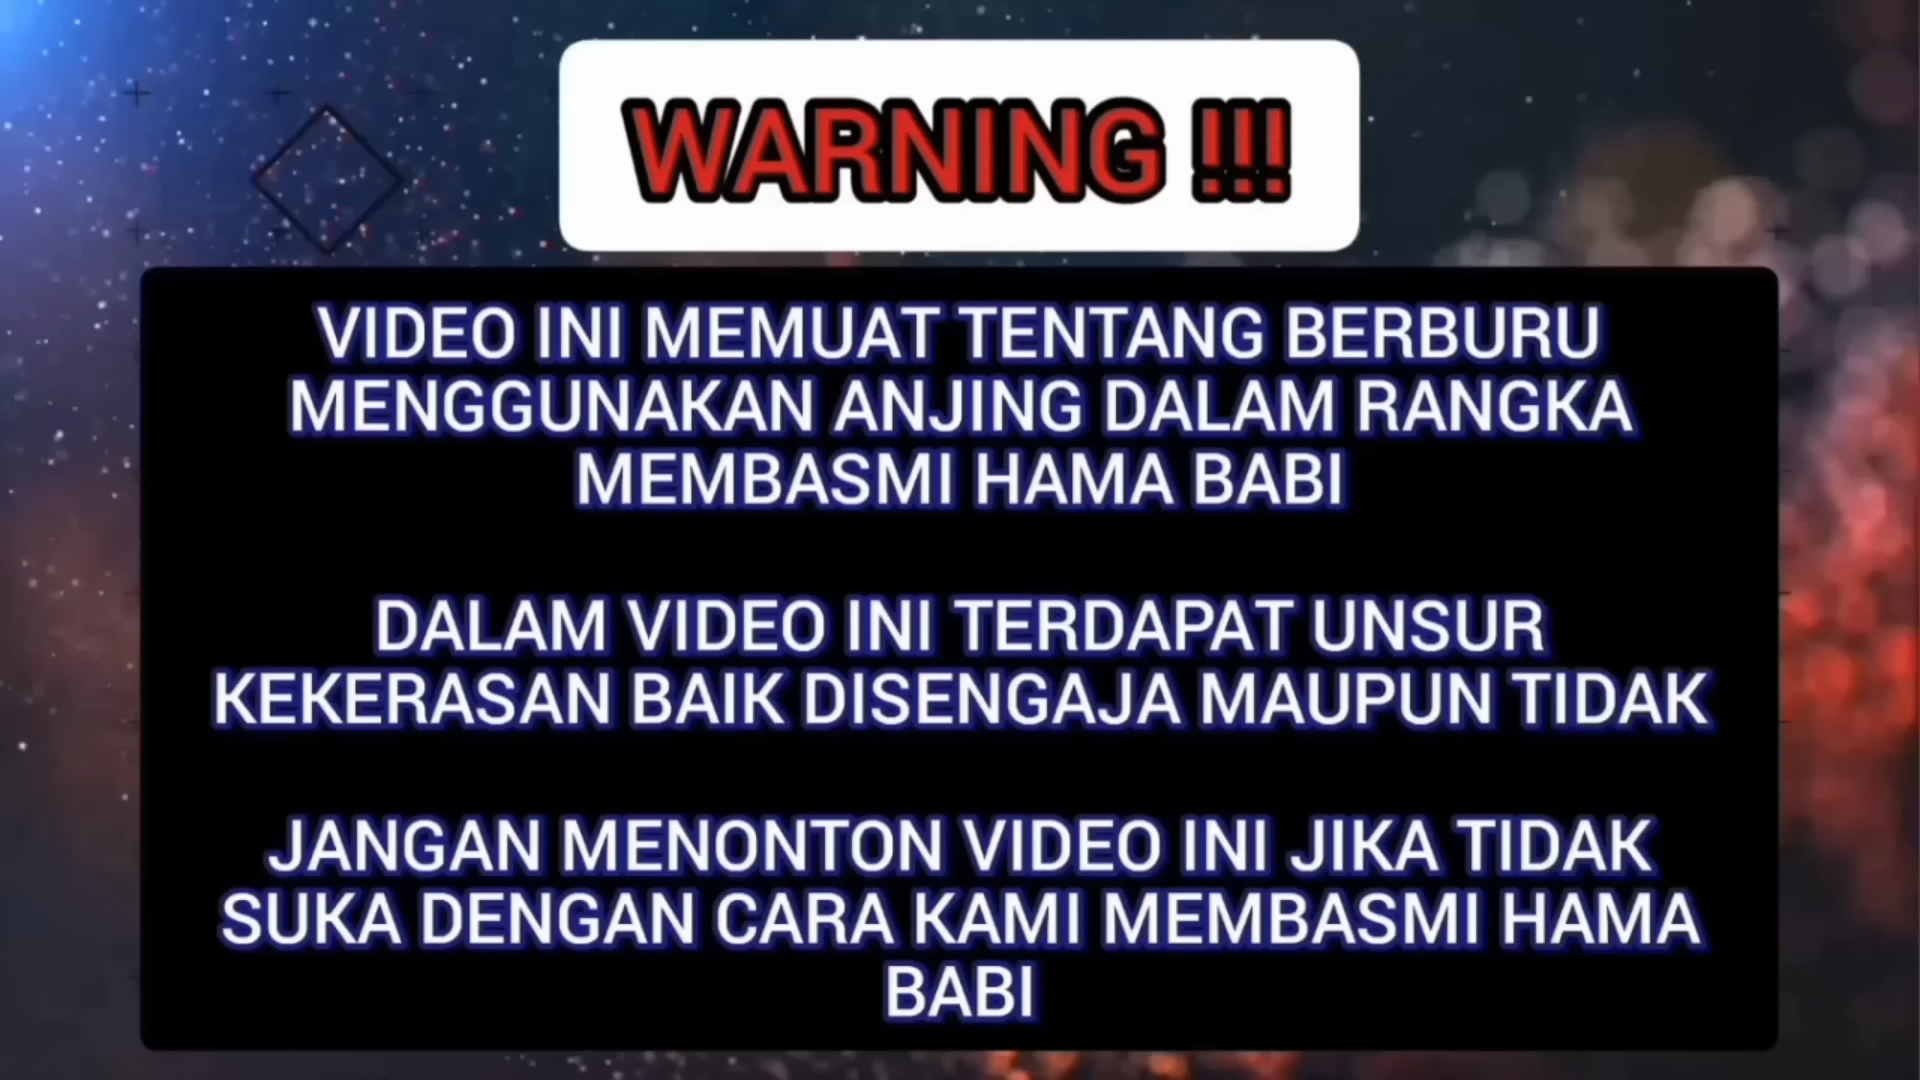 WARNING !!!
VIDEO INI MEMUAT TENTANG BERBURU
MENGGUNAKAN ANJING DALAM RANGKA
MEMBASMI HAMA BABI
DALAM VIDEO INI TERDAPAT UNSUR
KEKERASAN BAIK DISENGAJA MAUPUN TIDAK
JANGAN MENONTON VIDEO INI JIKA TIDAK
SUKA DENGAN CARA KAMI MEMBASMI HAMA
BABI